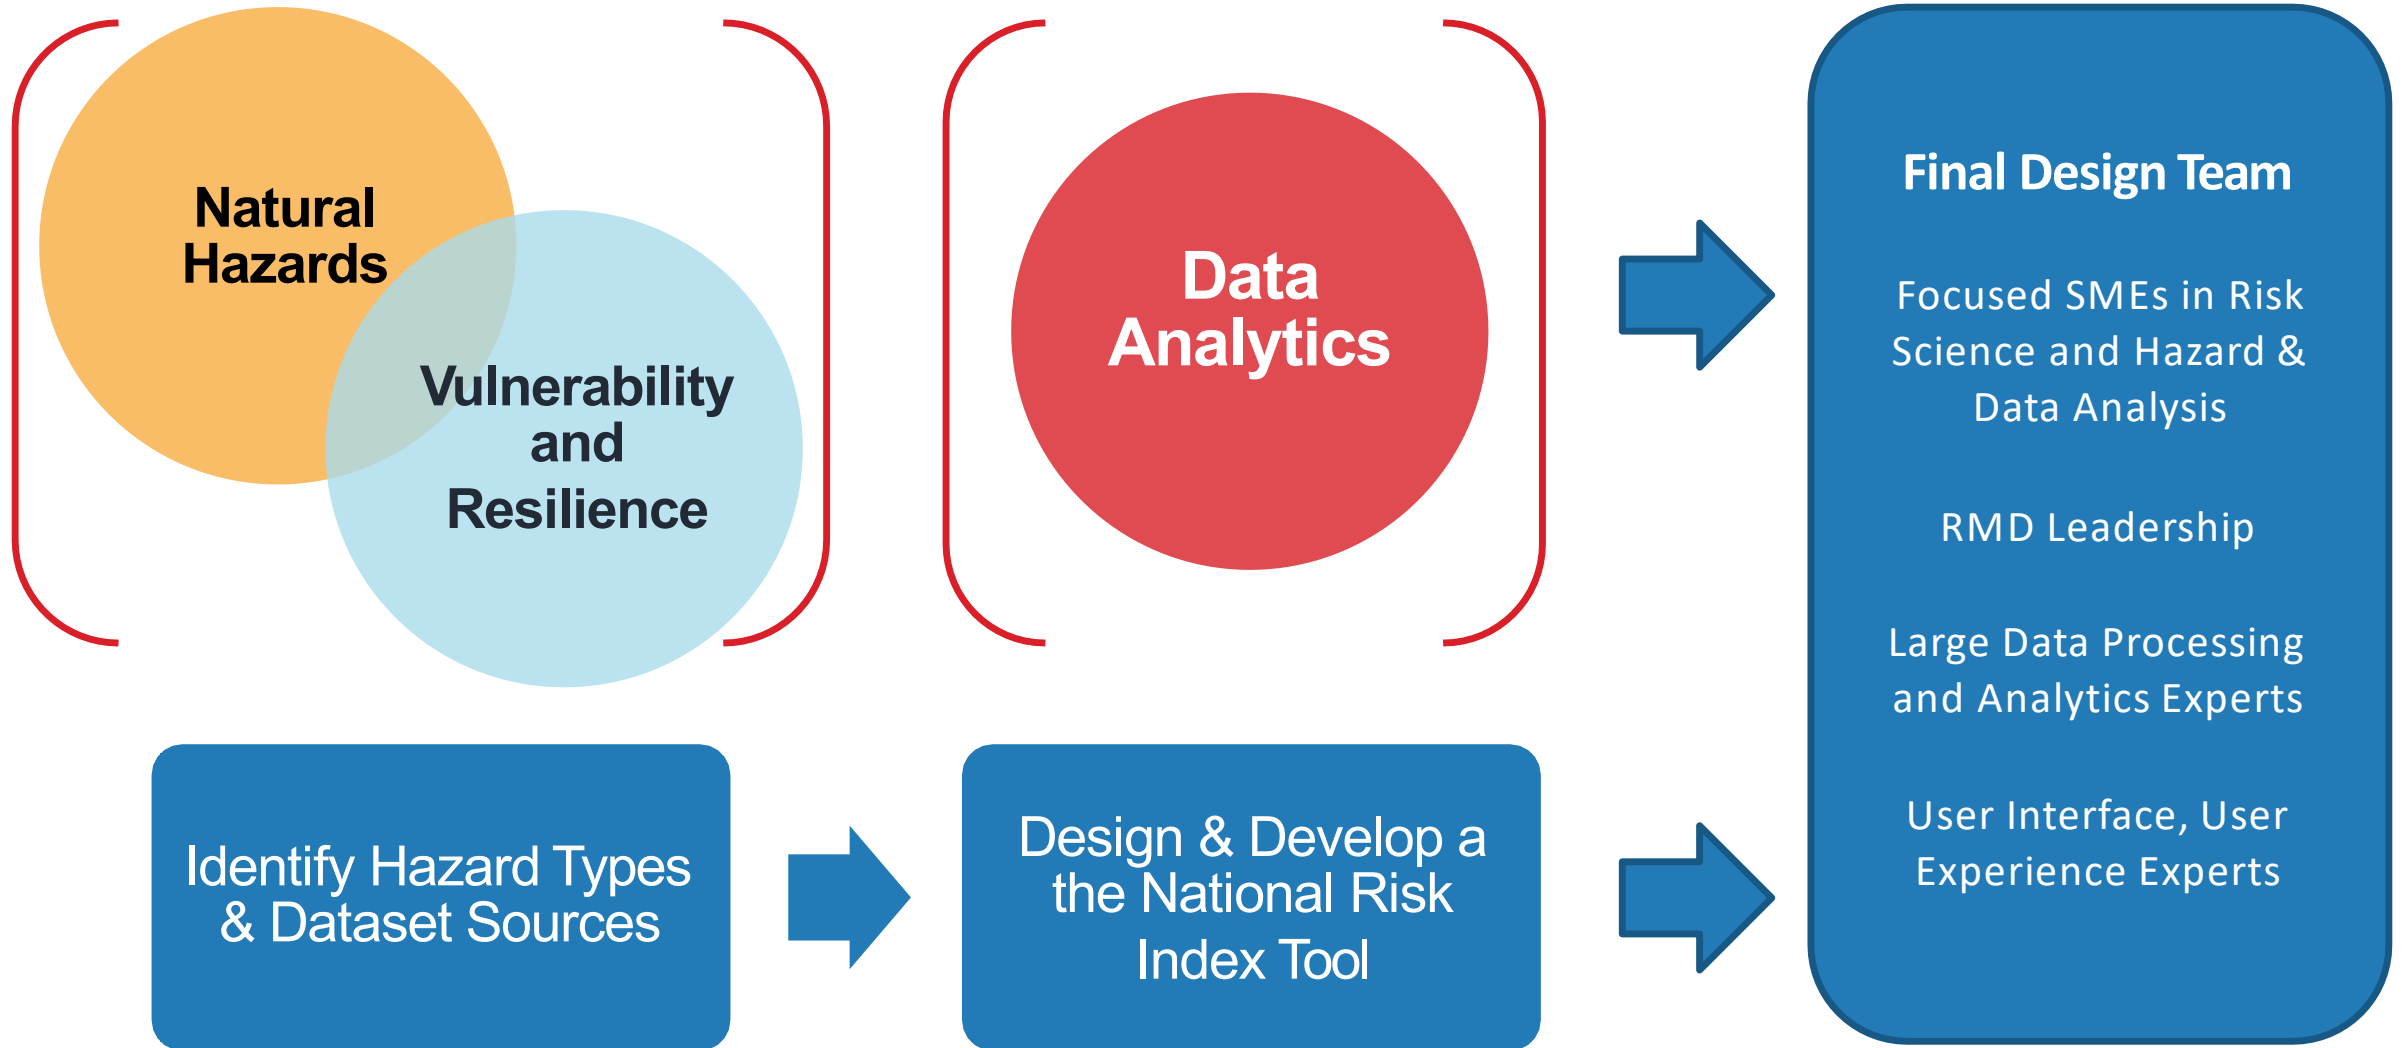 Natural
Hazards
Vulnerability
and
Resilience
Data
Analytics
Identify Hazard Types
& Dataset Sources
Design & Develop a
the National Risk
Index Tool
Final Design Team
Focused SMEs in Risk
Science and Hazard &
Data Analysis
RMD Leadership
Large Data Processing
and Analytics Experts
User Interface, User
Experience Experts